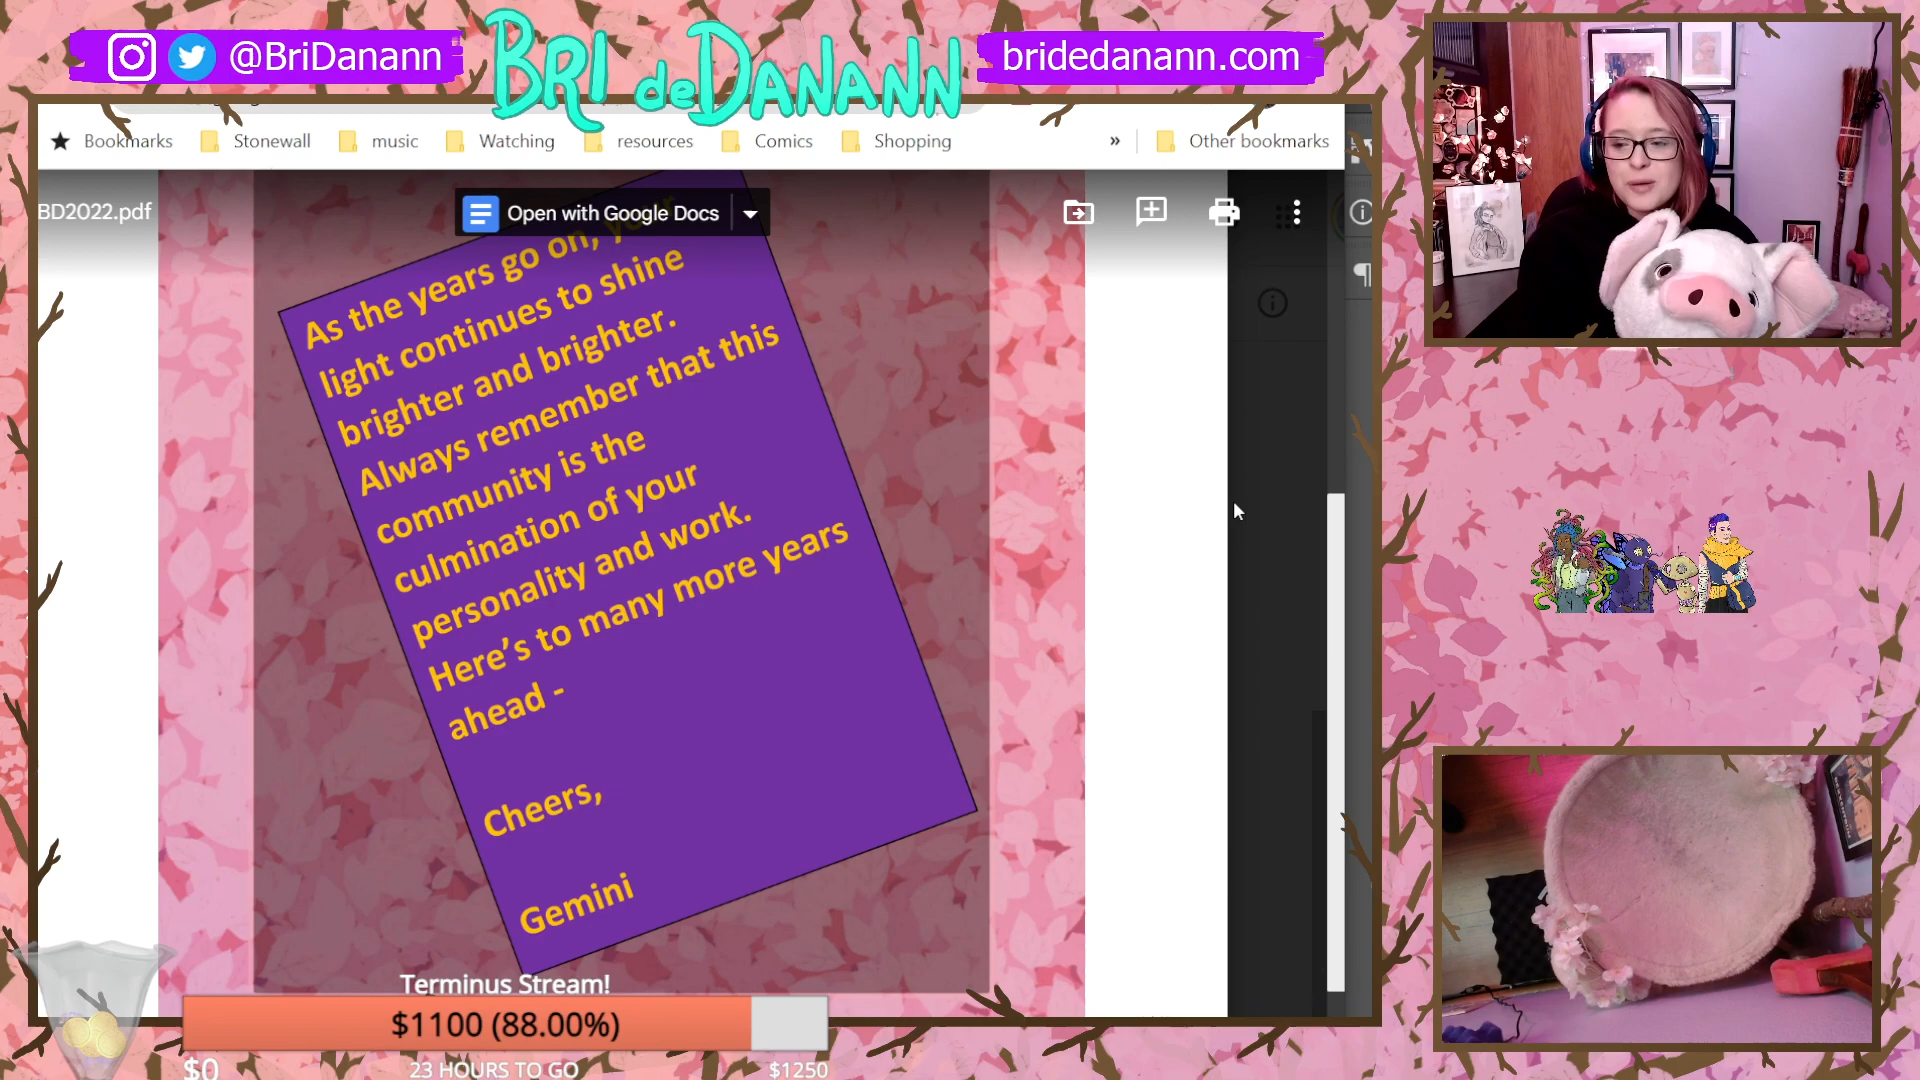 @BriDanann
BRI deDANANN
bridedanann.com
Bookmarks
Stonewall
music
Watching
resources
Comics
Shopping
»
Other bookmarks
BD2022.pdf
Open with Google Docs
As the years go on, your
light continues to shine
brighter and brighter.
Always remember that this
community is the
culmination of your
personality and work.
Here’s to many more years
ahead -
Cheers,
Gemini
Terminus Stream!
$1100 (88.00%)
$0
23 HOURS TO GO
$1250